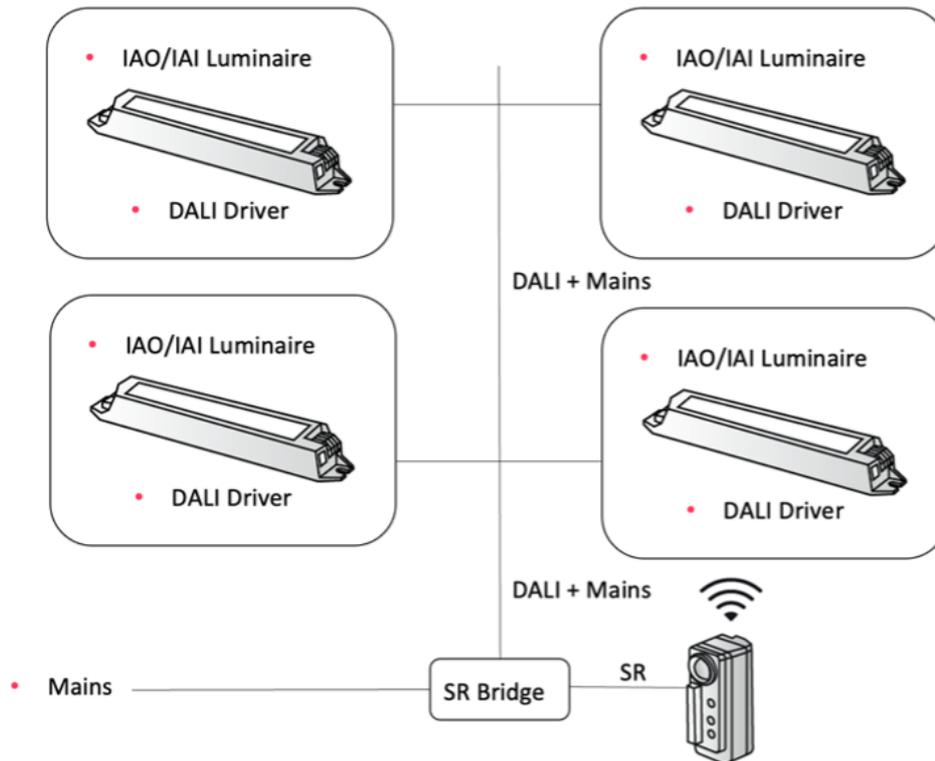 IAO/IAI Luminaire
IAO/IAI Luminaire
DALI Driver
DALI Driver
DALI + Mains
IAO/IAI Luminaire
IAO/IAI Luminaire
DALI Driver
DALI Driver
DALI + Mains
Mains
SR Bridge
SR